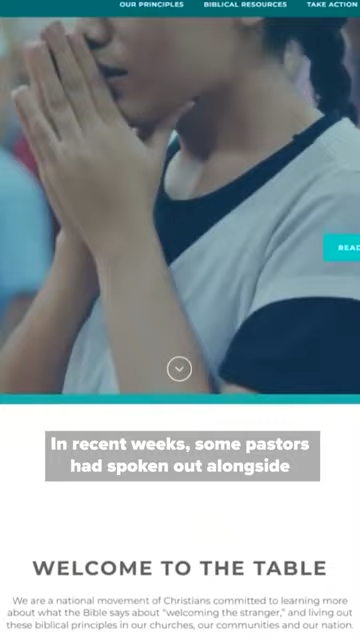 OUR PRINCIPLES BIBLICAL RESOURCES TAKE ACTION
READ
In recent weeks, some pastors
had spoken out alongside
WELCOME TO THE TABLE
We are a national movement of Christians committed to learning more
about what the Bible says about “welcoming the stranger,” and living out
these biblical principles in our churches, our communities and our nation.